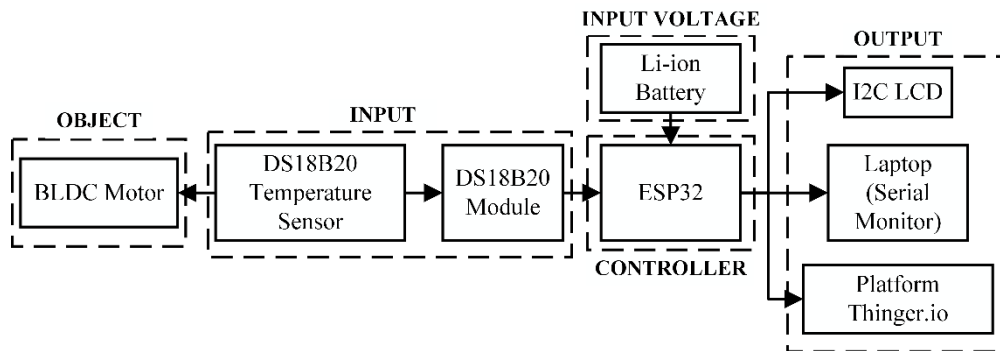 INPUT VOLTAGE
Li-ion
Battery
OUTPUT
I2C LCD
OBJECT
BLDC Motor
INPUT
DS18B20
Temperature
Sensor
DS18B20
Module
ESP32
CONTROLLER
Laptop
(Serial
Monitor)
Platform
Thinger.io